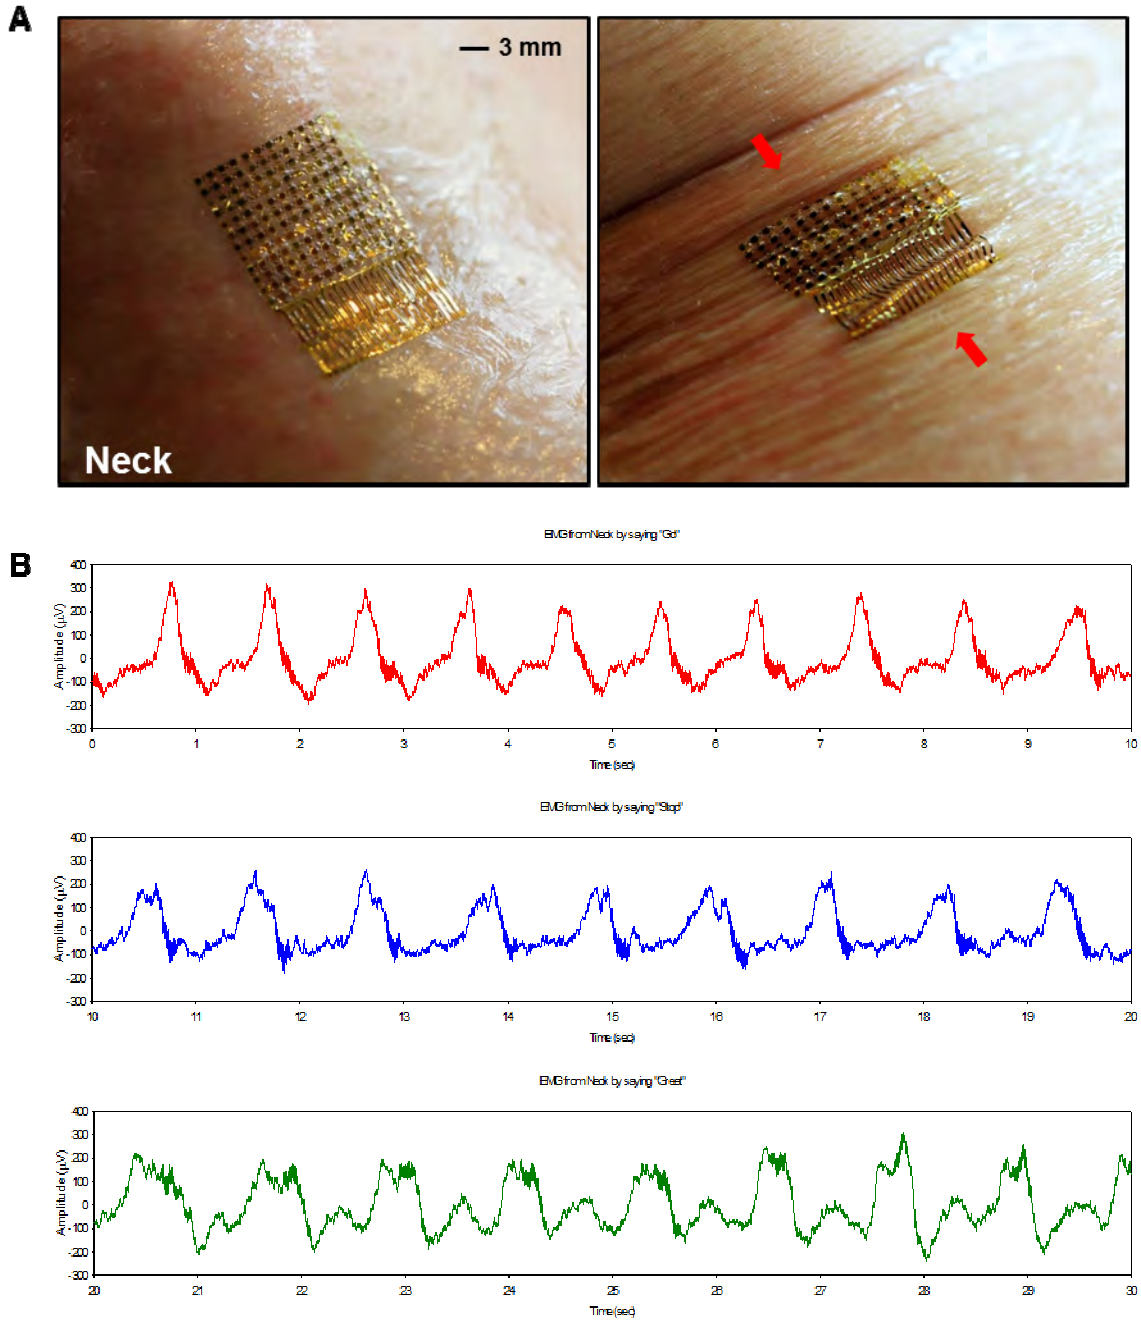 A
3 mm
Neck
B
EMG from Neck by saying "Go"
400
300
200
100
0
-100
-200
-300
Amplitude (µV)
0 1 2 3 4 5 6 7 8 9 10
Time (sec)
EMG from Neck by saying "Stop"
400
300
200
100
0
-100
-200
-300
Amplitude (µV)
10 11 12 13 14 15 16 17 18 19 20
Time (sec)
EMG from Neck by saying "Great"
400
300
200
100
0
-100
-200
-300
Amplitude (µV)
20 21 22 23 24 25 26 27 28 29 30
Time (sec)